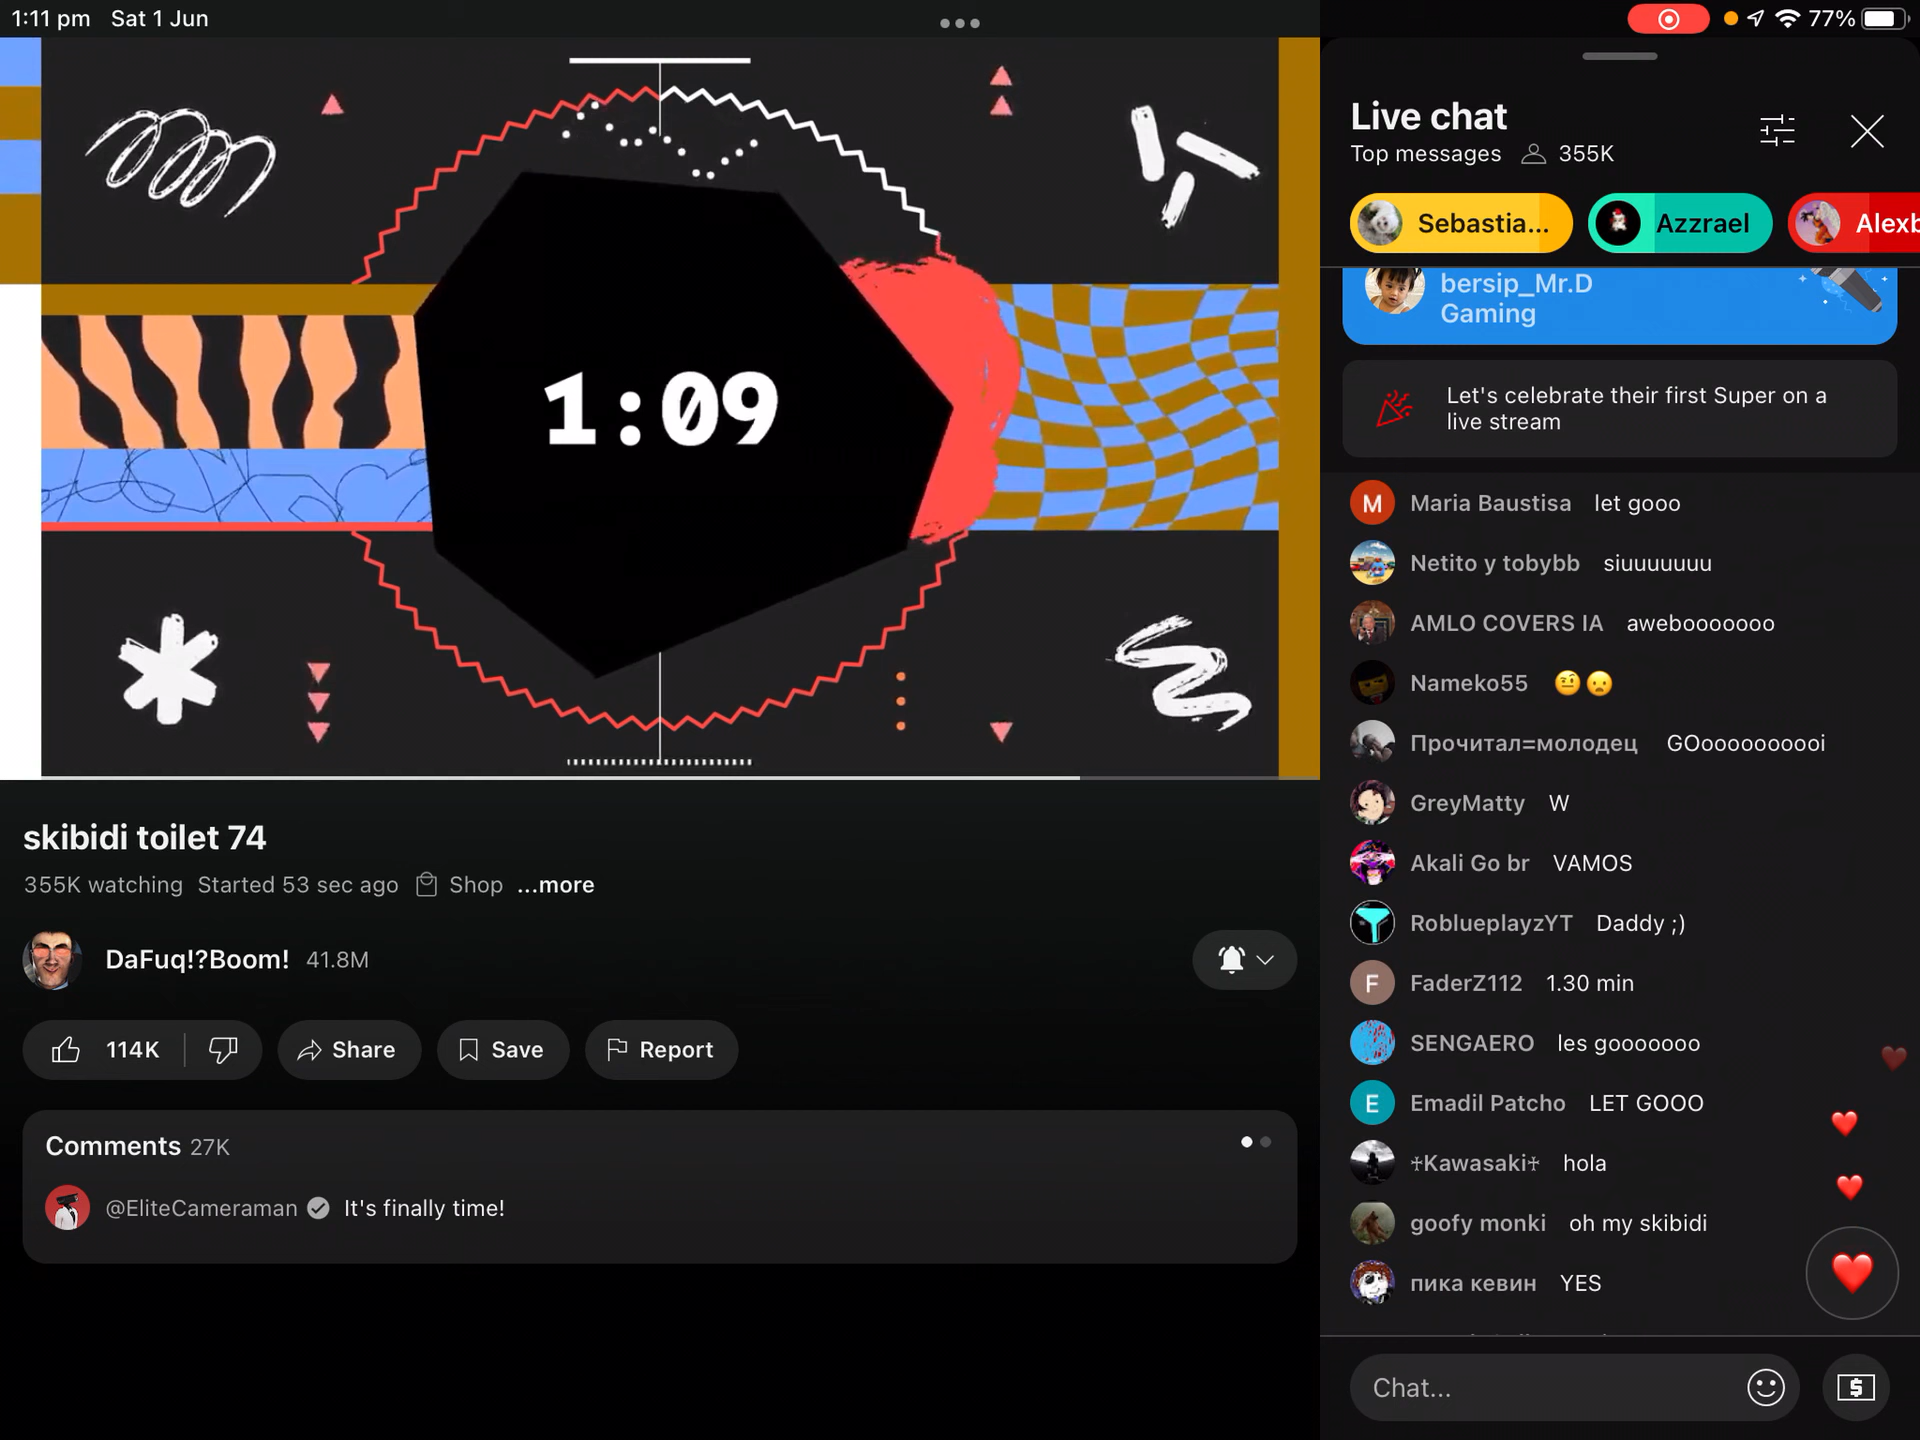 1:11 pm Sat 1 Jun
77%
1:09
skibidi toilet 74
355K watching Started 53 sec ago Shop ...more
DaFuq!?Boom! 41.8M
114K Share Save Report
Comments 27K
@EliteCameraman It's finally time!
Live chat
Top messages 355K
Sebastia... Azzrael
bersip_Mr.D
Gaming
Let's celebrate their first Super on a
live stream
M Maria Baustisa let gooo
Netito y tobybb siuuuuuuu
AMLO COVERS IA awebooooooo
Nameko55 🤨😦
Прочитал=молодец GOoooooooooi
GreyMatty W
Akali Go br VAMOS
RoblueplayzYT Daddy ;)
F FaderZ112 1.30 min
SENGAERO les gooooooo
E Emadil Patcho LET GOOO
♰Kawasaki♰ hola
goofy monki oh my skibidi
пика кевин YES
Chat...
$